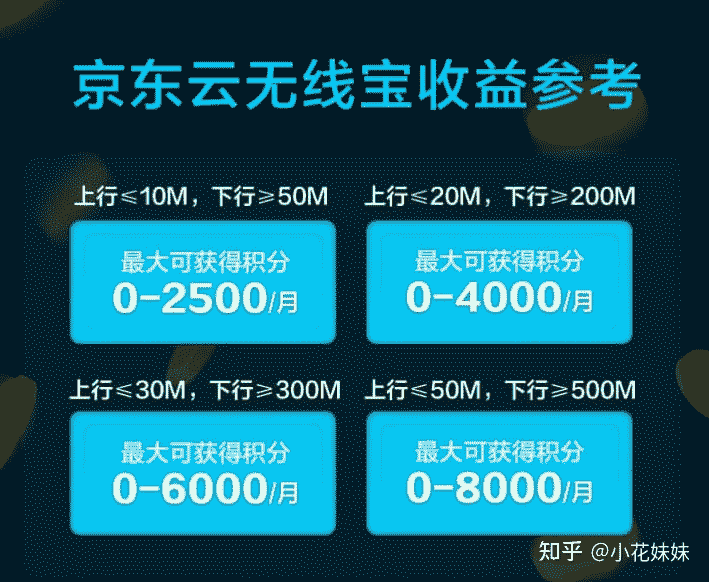 京东云无线宝收益参考
上行≤10M，下行≥50M
最大可获得积分
0-2500/月
上行≤20M，下行≥200M
最大可获得积分
0-4000/月
上行≤30M，下行≥300M
最大可获得积分
0-6000/月
上行≤50M，下行≥500M
最大可获得积分
0-8000/月
知乎 @小花妹妹